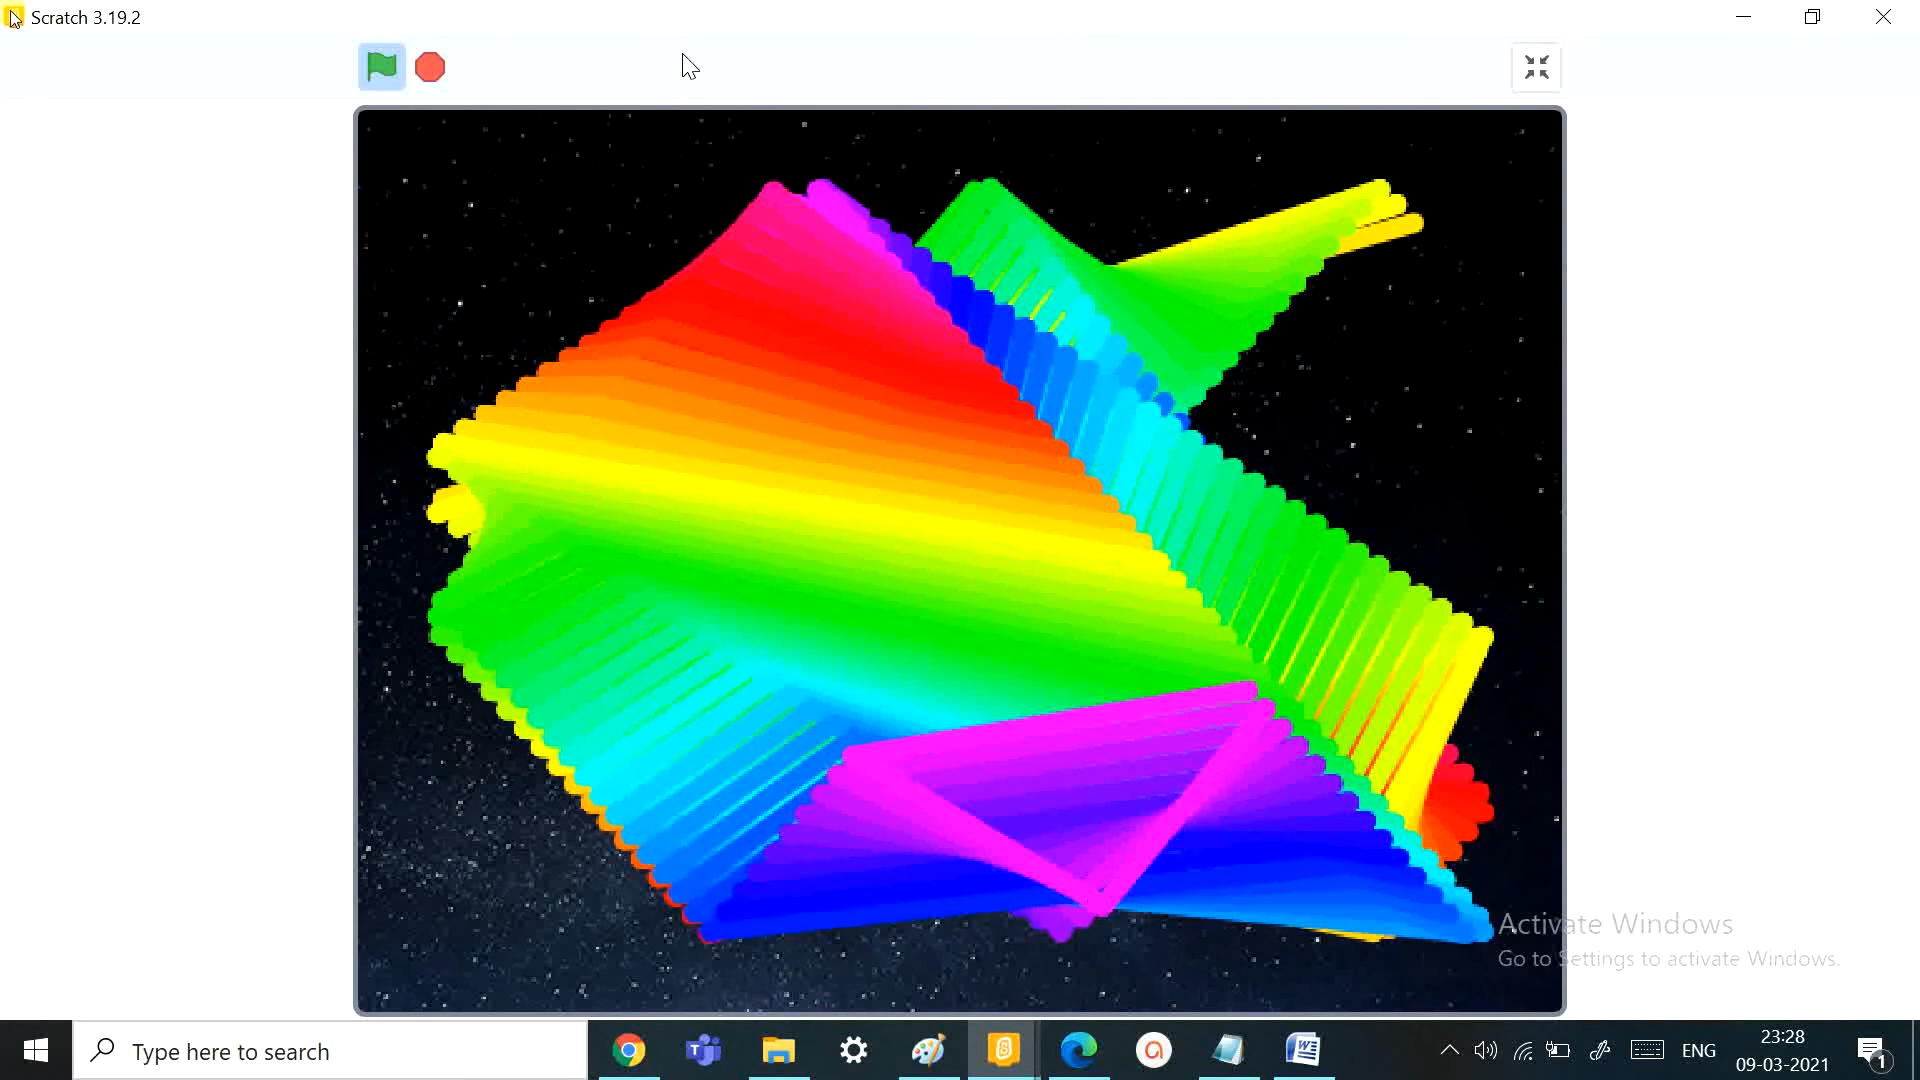 Scratch 3.19.2
Activate Windows
Go to Settings to activate Windows.
Type here to search
ENG
23:28
09-03-2021
1